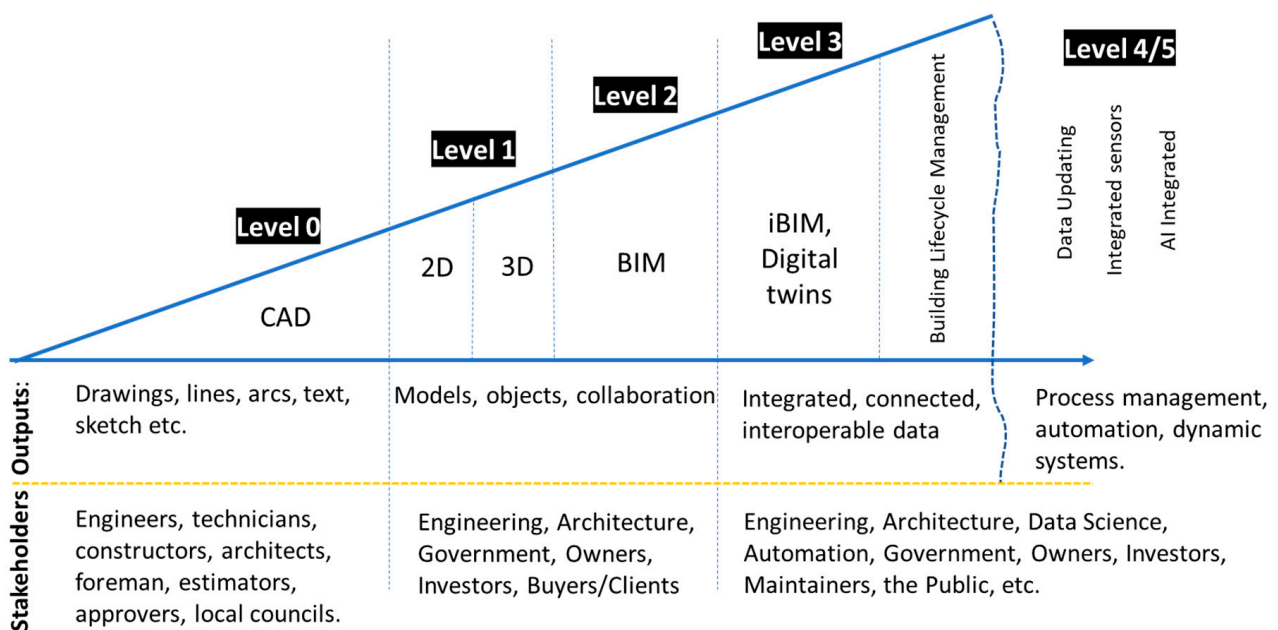 Level 0
CAD
Level 1
2D
3D
Level 2
BIM
Level 3
iBIM,
Digital
twins
Building Lifecycle Management
Level 4/5
Data Updating
Integrated sensors
AI Integrated
Outputs:
Drawings, lines, arcs, text,
sketch etc.
Models, objects, collaboration
Integrated, connected,
interoperable data
Process management,
automation, dynamic
systems.
Stakeholders
Engineers, technicians,
constructors, architects,
foreman, estimators,
approvers, local councils.
Engineering, Architecture,
Government, Owners,
Investors, Buyers/Clients
Engineering, Architecture, Data Science,
Automation, Government, Owners, Investors,
Maintainers, the Public, etc.